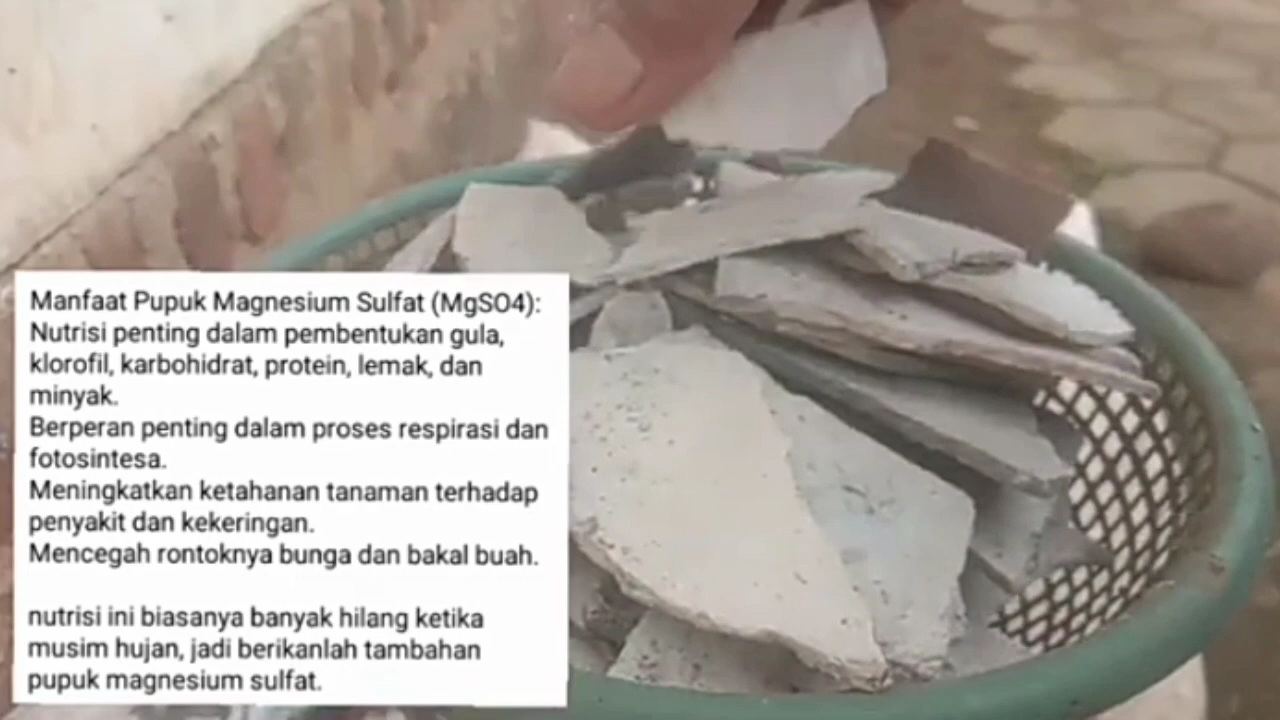 Manfaat Pupuk Magnesium Sulfat (MgSO4):
Nutrisi penting dalam pembentukan gula,
klorofil, karbohidrat, protein, lemak, dan
minyak.
Berperan penting dalam proses respirasi dan
fotosintesa.
Meningkatkan ketahanan tanaman terhadap
penyakit dan kekeringan.
Mencegah rontoknya bunga dan bakal buah.
nutrisi ini biasanya banyak hilang ketika
musim hujan, jadi berikanlah tambahan
pupuk magnesium sulfat.